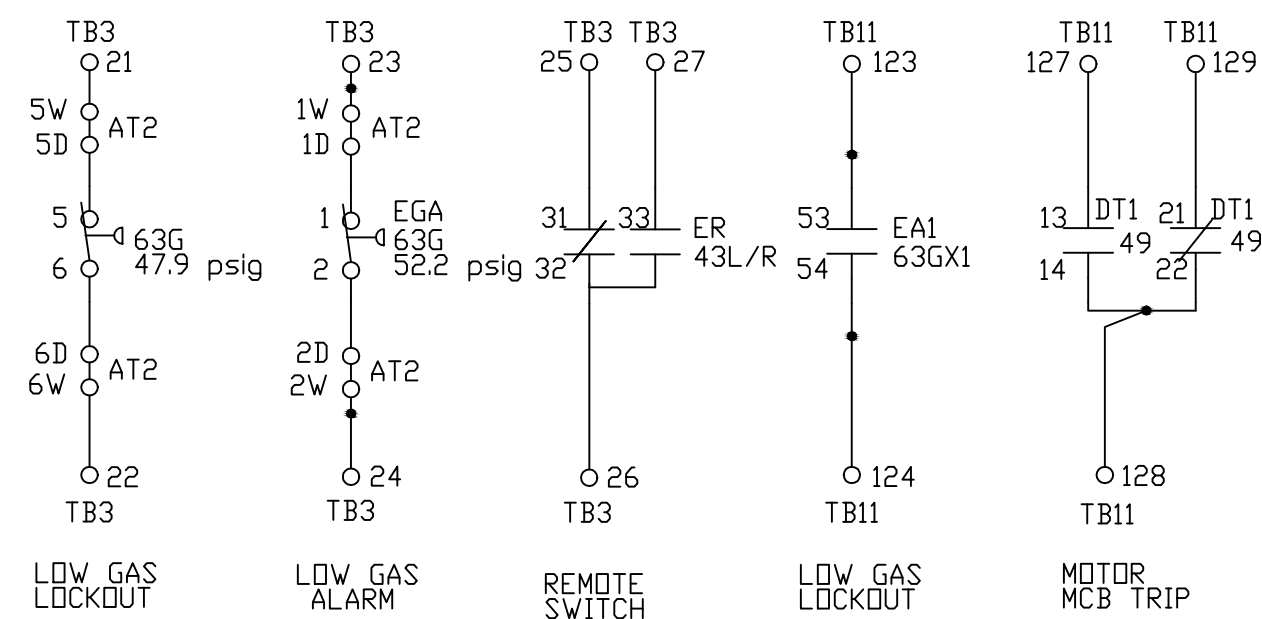 TB3
21
5W
AT2
5D
5
63G
47.9 psig
6
6D
AT2
6W
22
TB3
LOW GAS
LOCKOUT
TB3
23
1W
AT2
1D
1
EGA
63G
52.2 psig
2
2D
AT2
2W
24
TB3
LOW GAS
ALARM
TB3 TB3
25
27
31
33
ER
43L/R
32
26
TB3
REMOTE
SWITCH
TB11
123
53
EA1
63GX1
54
124
TB11
LOW GAS
LOCKOUT
TB11 TB11
127
129
13
DT1
49
14
21
DT1
49
22
128
TB11
MOTOR
MCB TRIP